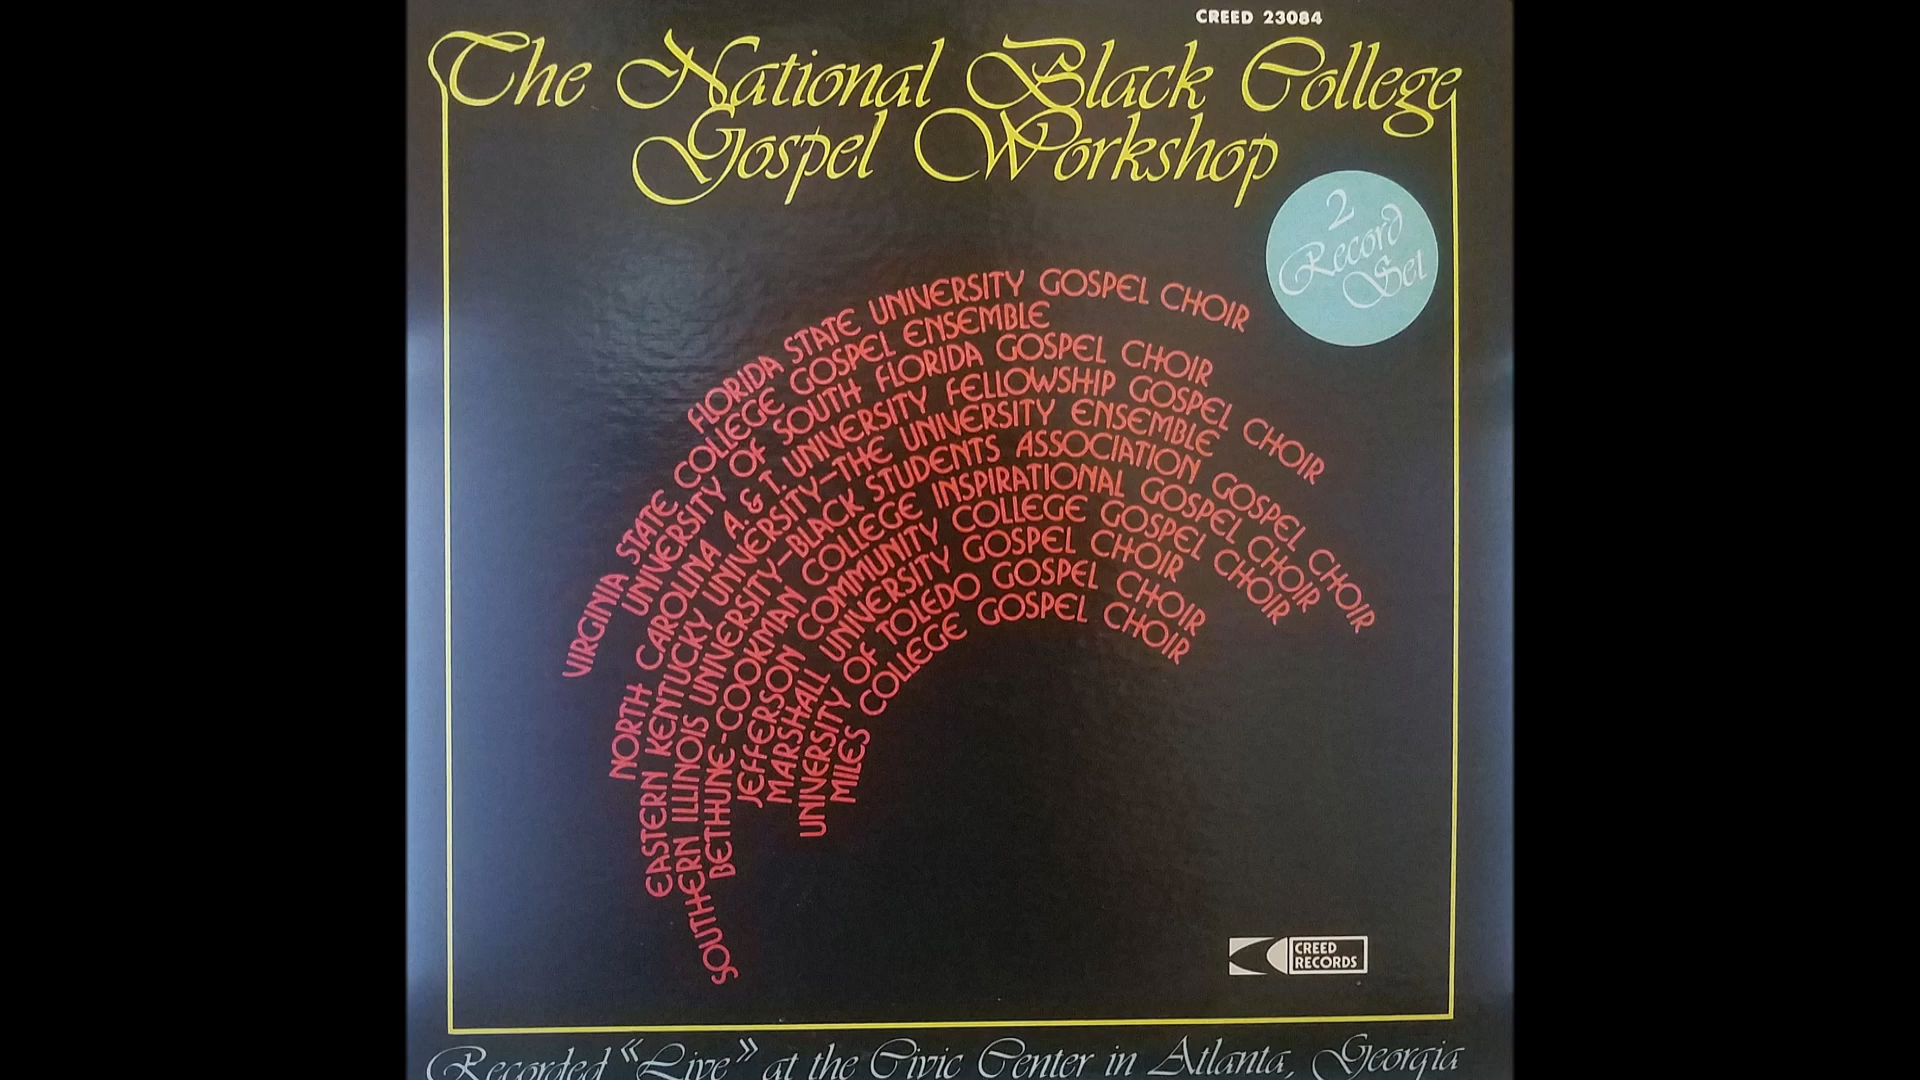 CREED 23084
The National Black College
Gospel Workshop
2
Record
Set
FLORIDA STATE UNIVERSITY GOSPEL CHOIR
VIRGINIA STATE COLLEGE GOSPEL ENSEMBLE
UNIVERSITY OF SOUTH FLORIDA GOSPEL CHOIR
NORTH CAROLINA A. & T. UNIVERSITY FELLOWSHIP GOSPEL CHOIR
EASTERN KENTUCKY UNIVERSITY—THE UNIVERSITY ENSEMBLE
SOUTHERN ILLINOIS UNIVERSITY—BLACK STUDENTS ASSOCIATION GOSPEL CHOIR
BETHUNE-COOKMAN COLLEGE INSPIRATIONAL GOSPEL CHOIR
JEFFERSON COMMUNITY COLLEGE GOSPEL CHOIR
MARSHALL UNIVERSITY GOSPEL CHOIR
UNIVERSITY OF TOLEDO GOSPEL CHOIR
MILES COLLEGE GOSPEL CHOIR
CREED
RECORDS
Recorded «Live» at the Civic Center in Atlanta, Georgia